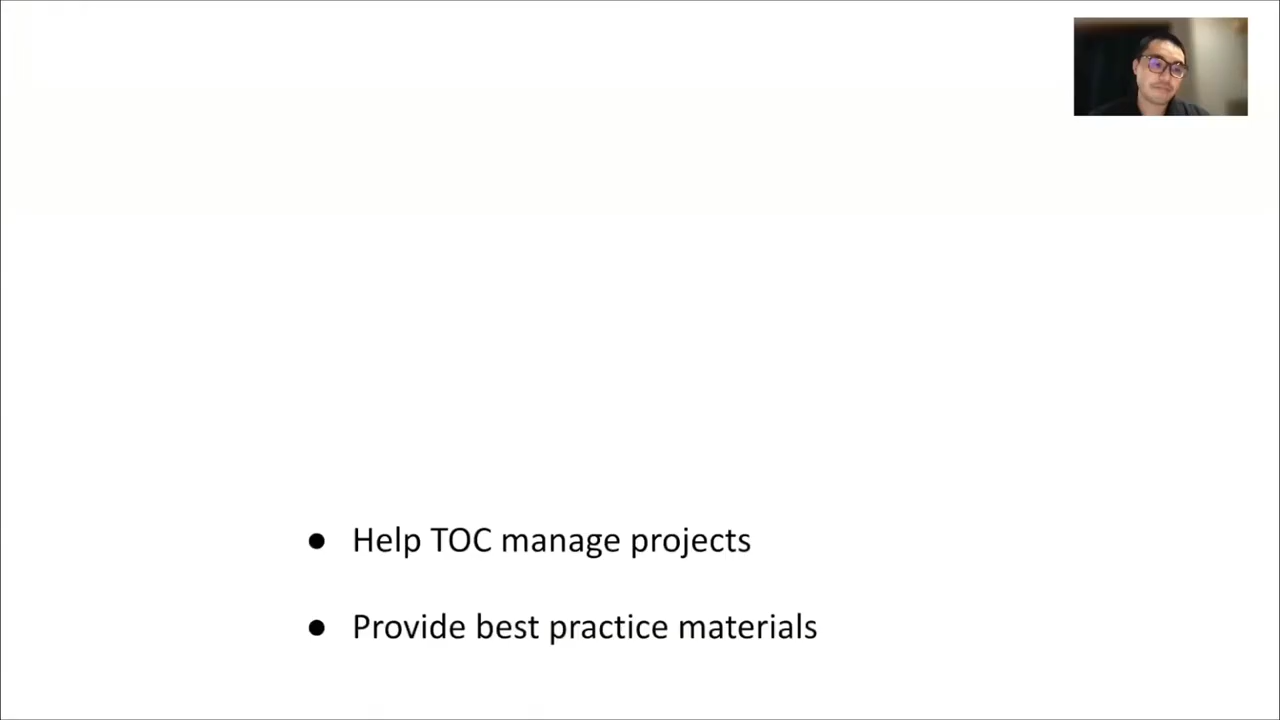 ● Help TOC manage projects
● Provide best practice materials